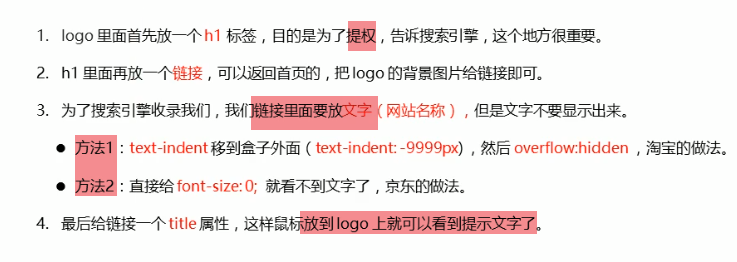 1. logo 里面首先放一个 h1 标签，目的是为了提权，告诉搜索引擎，这个地方很重要。
2. h1 里面再放一个链接，可以返回首页的，把 logo 的背景图片给链接即可。
3. 为了搜索引擎收录我们，我们链接里面要放文字（网站名称），但是文字不要显示出来。
● 方法1：text-indent 移到盒子外面（text-indent: -9999px)，然后 overflow:hidden ，淘宝的做法。
● 方法2：直接给 font-size: 0; 就看不到文字了，京东的做法。
4. 最后给链接一个 title 属性，这样鼠标放到 logo 上就可以看到提示文字了。